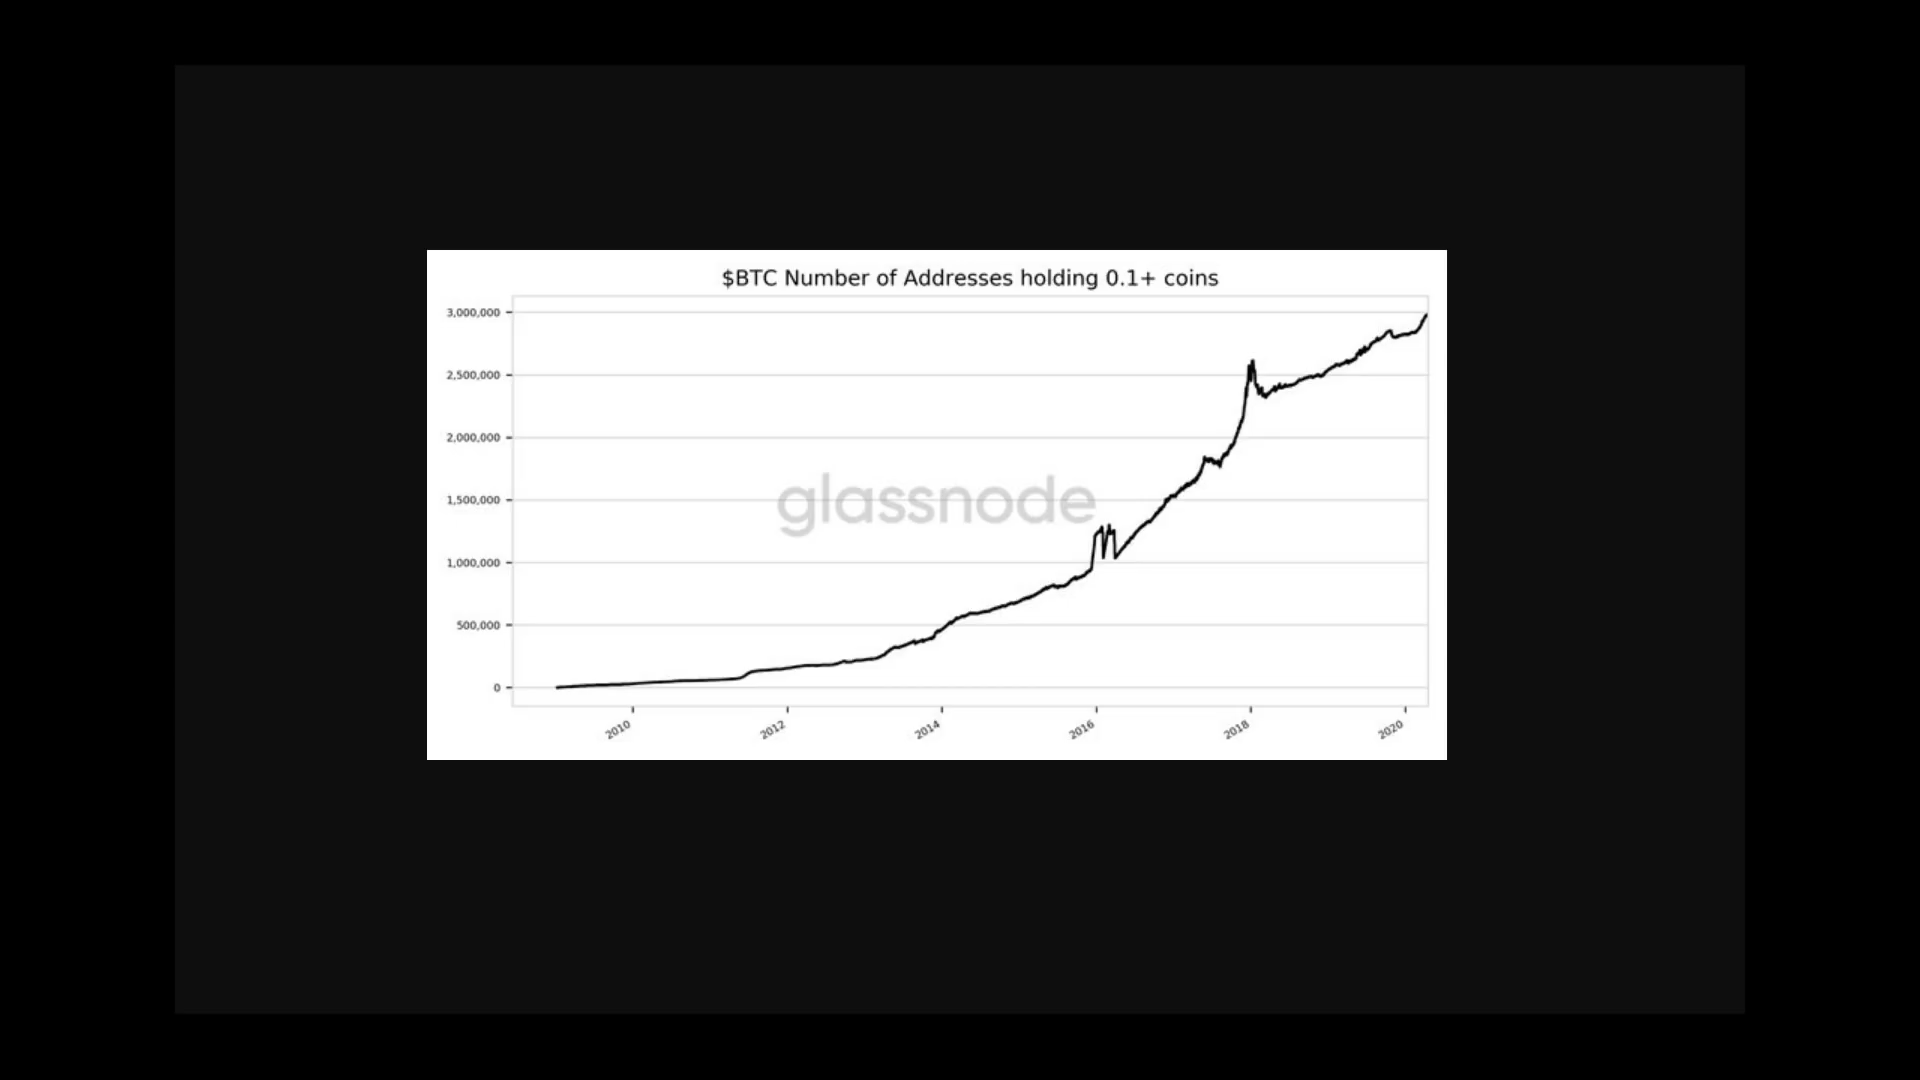 $BTC Number of Addresses holding 0.1+ coins
3,000,000
2,500,000
2,000,000
1,500,000
1,000,000
500,000
0
glassnode
2010 2012 2014 2016 2018 2020